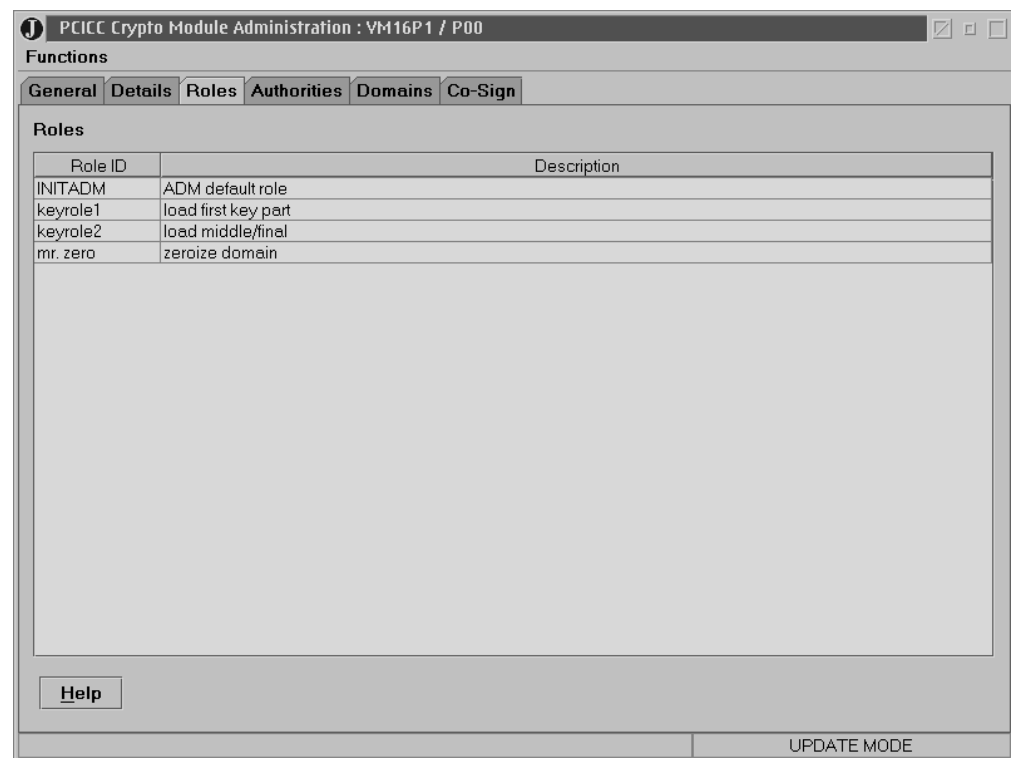 J PCICC Crypto Module Administration : VM16P1 / P00
Functions
General Details Roles Authorities Domains Co-Sign
Roles
Role ID Description
INITADM ADM default role
keyrole1 load first key part
keyrole2 load middle/final
mr. zero zeroize domain
Help
UPDATE MODE